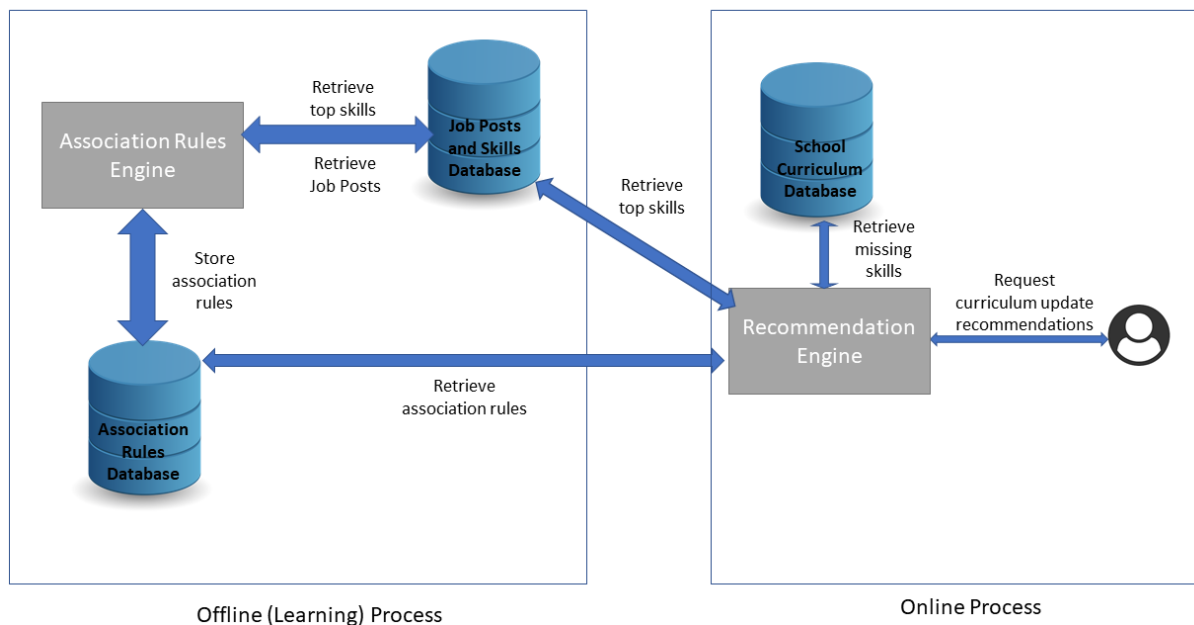 Retrieve
top skills
Association Rules
Engine
Retrieve
Job Posts
Job Posts
and Skills
Database
Store
association
rules
Association
Rules
Database
Retrieve
association rules
Retrieve
top skills
School
Curriculum
Database
Retrieve
missing
skills
Recommendation
Engine
Request
curriculum update
recommendations
Offline (Learning) Process
Online Process